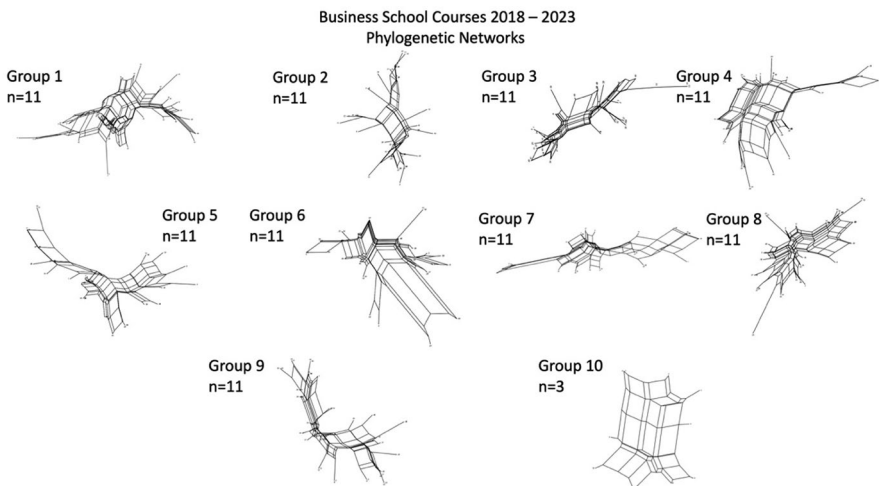 Business School Courses 2018 – 2023
Phylogenetic Networks
Group 1
n=11
Group 2
n=11
Group 3
n=11
Group 4
n=11
Group 5
n=11
Group 6
n=11
Group 7
n=11
Group 8
n=11
Group 9
n=11
Group 10
n=3